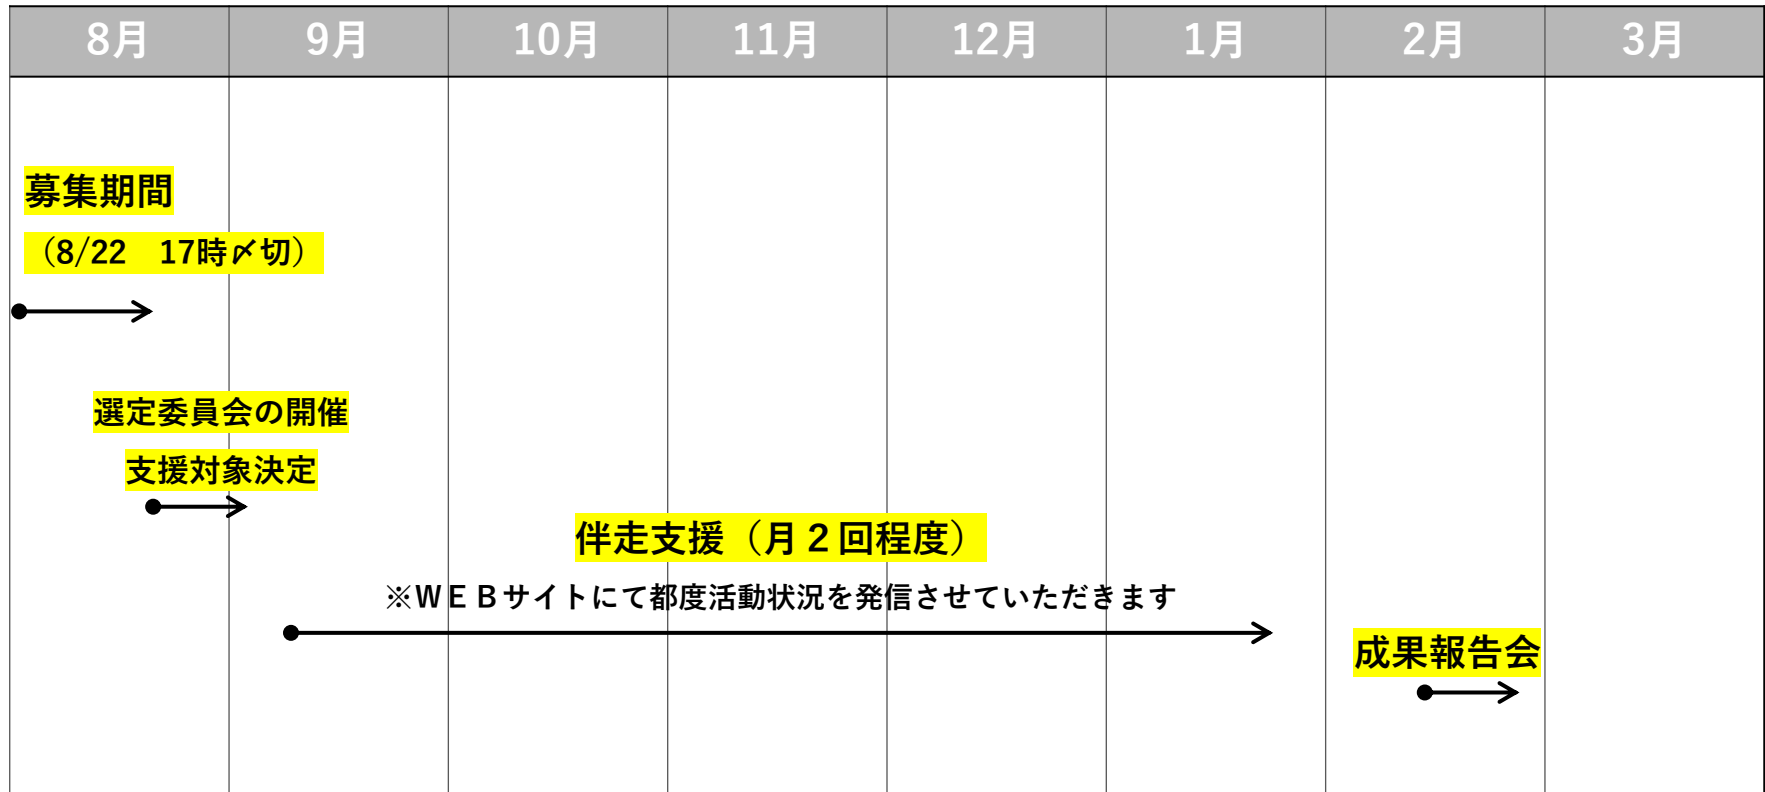 8月 9月 10月 11月 12月 1月 2月 3月
募集期間
（8/22　17時〆切）
選定委員会の開催
支援対象決定
伴走支援（月２回程度）
※ＷＥＢサイトにて都度活動状況を発信させていただきます
成果報告会